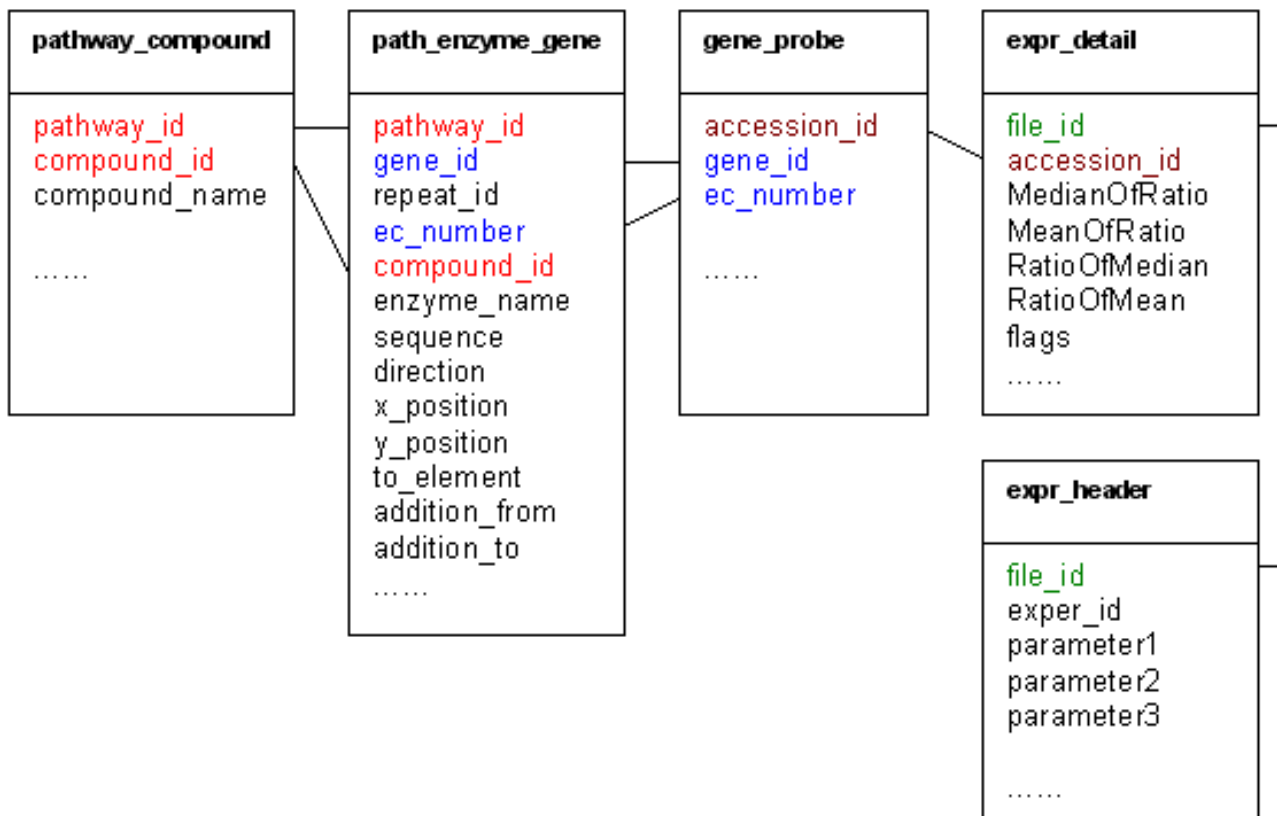 pathway_compound
pathway_id
compound_id
compound_name
......
path_enzyme_gene
pathway_id
gene_id
repeat_id
ec_number
compound_id
enzyme_name
sequence
direction
x_position
y_position
to_element
addition_from
addition_to
......
gene_probe
accession_id
gene_id
ec_number
......
expr_detail
file_id
accession_id
MedianOfRatio
MeanOfRatio
RatioOfMedian
RatioOfMean
flags
......
expr_header
file_id
exper_id
parameter1
parameter2
parameter3
......